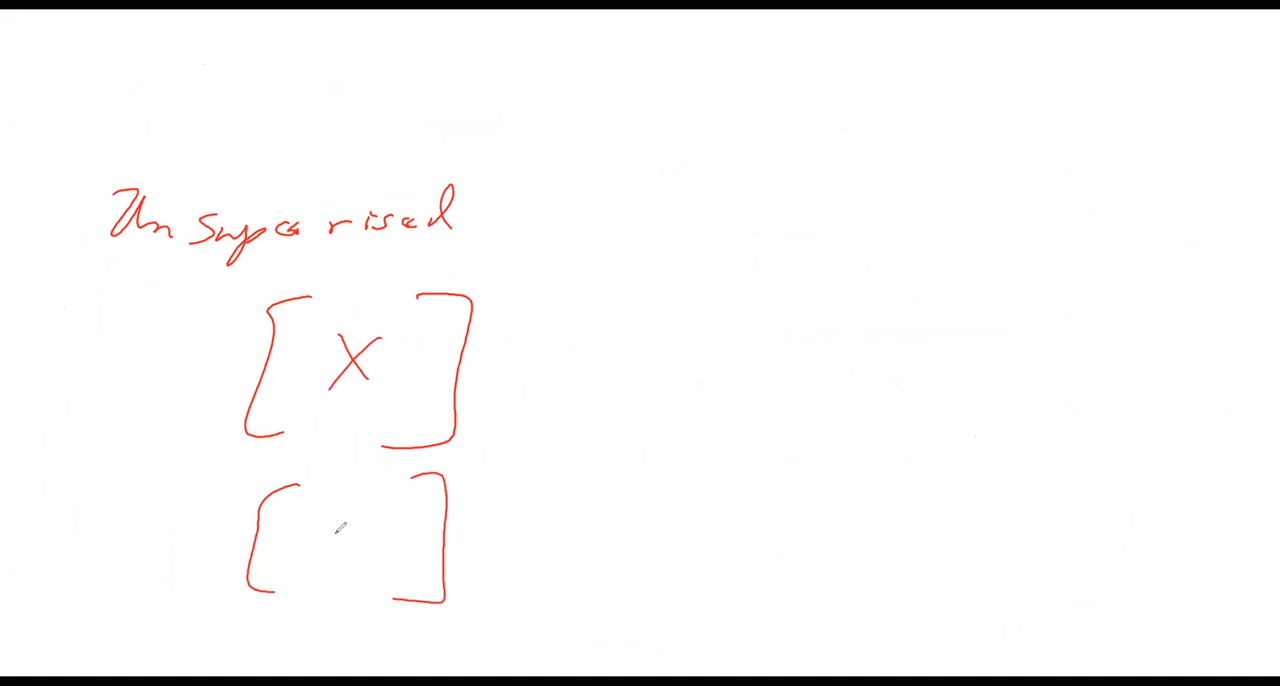 Unsupervised
[ X ]
[ ]